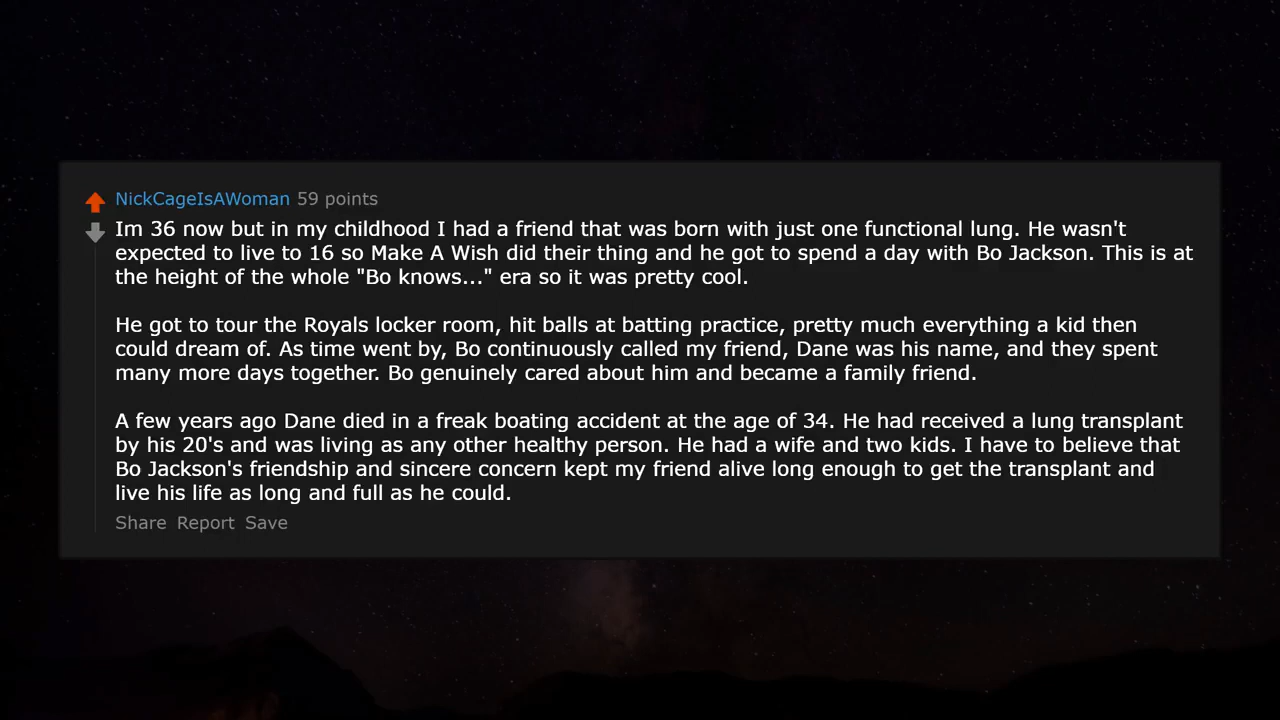 NickCageIsAWoman 59 points
Im 36 now but in my childhood I had a friend that was born with just one functional lung. He wasn't
expected to live to 16 so Make A Wish did their thing and he got to spend a day with Bo Jackson. This is at
the height of the whole "Bo knows..." era so it was pretty cool.
He got to tour the Royals locker room, hit balls at batting practice, pretty much everything a kid then
could dream of. As time went by, Bo continuously called my friend, Dane was his name, and they spent
many more days together. Bo genuinely cared about him and became a family friend.
A few years ago Dane died in a freak boating accident at the age of 34. He had received a lung transplant
by his 20's and was living as any other healthy person. He had a wife and two kids. I have to believe that
Bo Jackson's friendship and sincere concern kept my friend alive long enough to get the transplant and
live his life as long and full as he could.
Share Report Save